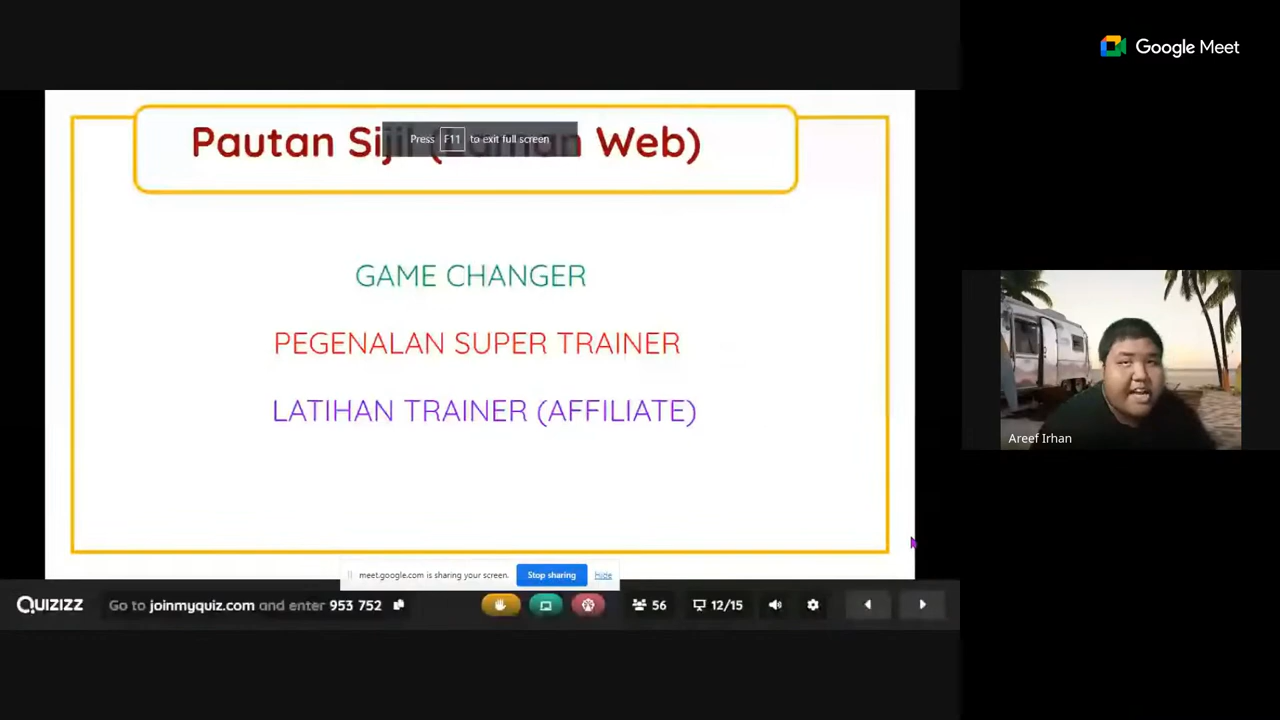 Google Meet
Pautan Sijil (Laman Web)
Press F11 to exit full screen
GAME CHANGER
PEGENALAN SUPER TRAINER
LATIHAN TRAINER (AFFILIATE)
Areef Irhan
meet.google.com is sharing your screen.
Stop sharing
hide
QUIZIZZ
Go to joinmyquiz.com and enter 953 752
56
12/15